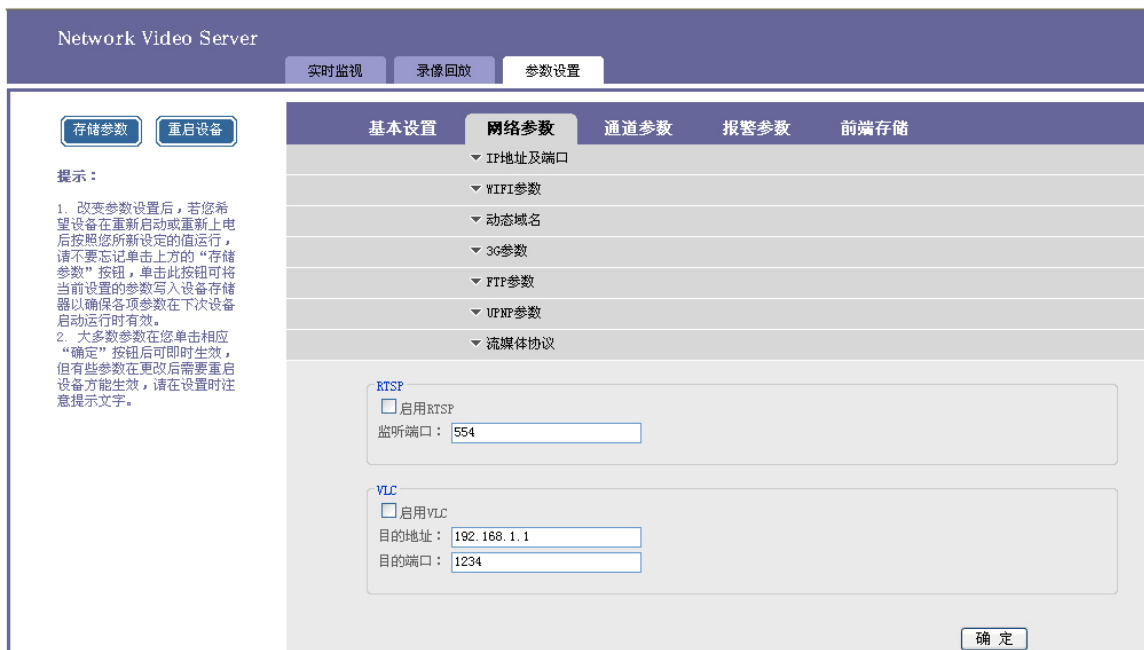 Network Video Server
实时监视 录像回放 参数设置
存储参数 重启设备
提示：
1. 改变参数设置后，若您希
望设备在重新启动或重新上电
后按照您所新设定的值运行，
请不要忘记单击上方的“存储
参数”按钮，单击此按钮可将
当前设置的参数写入设备存储
器以确保各项参数在下次设备
启动运行时有效。
2. 大多数参数在您单击相应
“确定”按钮后可即时生效，
但有些参数在更改后需要重启
设备方能生效，请在设置时注
意提示文字。
基本设置 网络参数 通道参数 报警参数 前端存储
IP地址及端口
WIFI参数
动态域名
3G参数
FTP参数
UPNP参数
流媒体协议
RTSP
启用RTSP
监听端口： 554
VLC
启用VLC
目的地址： 192.168.1.1
目的端口： 1234
确 定